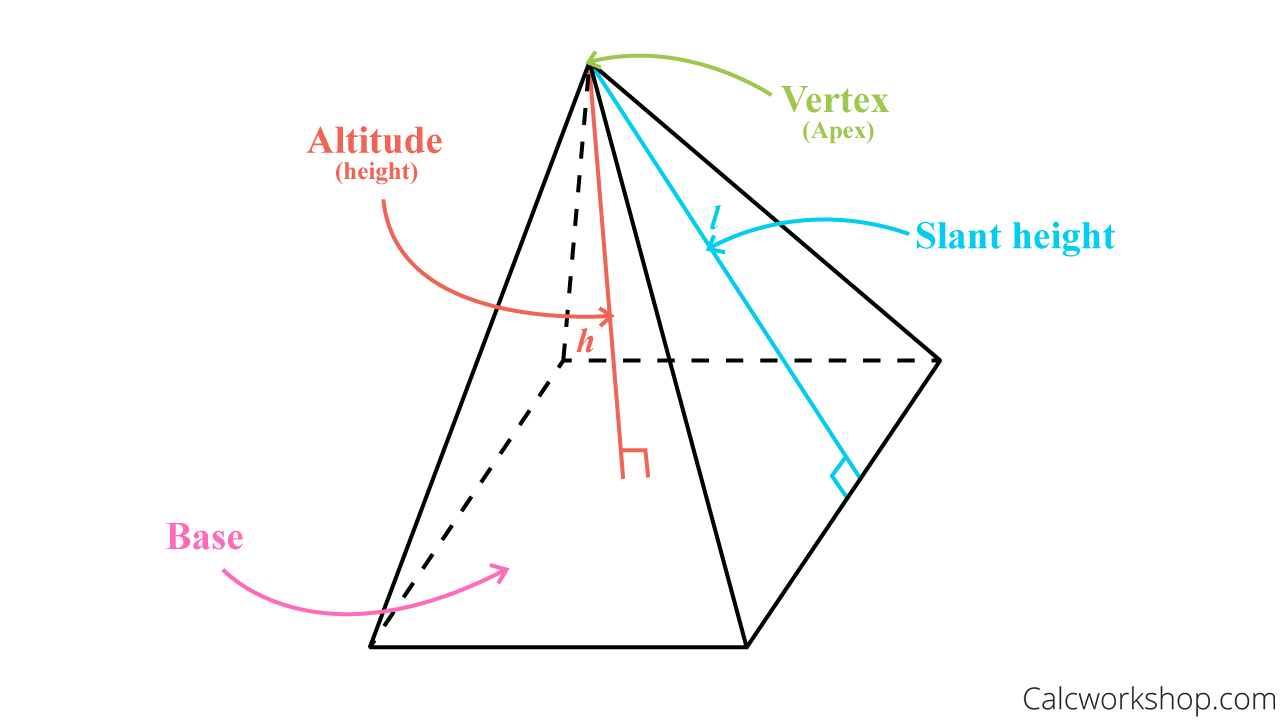 Vertex
(Apex)
Altitude
(height)
l
Slant height
h
Base
Calcworkshop.com